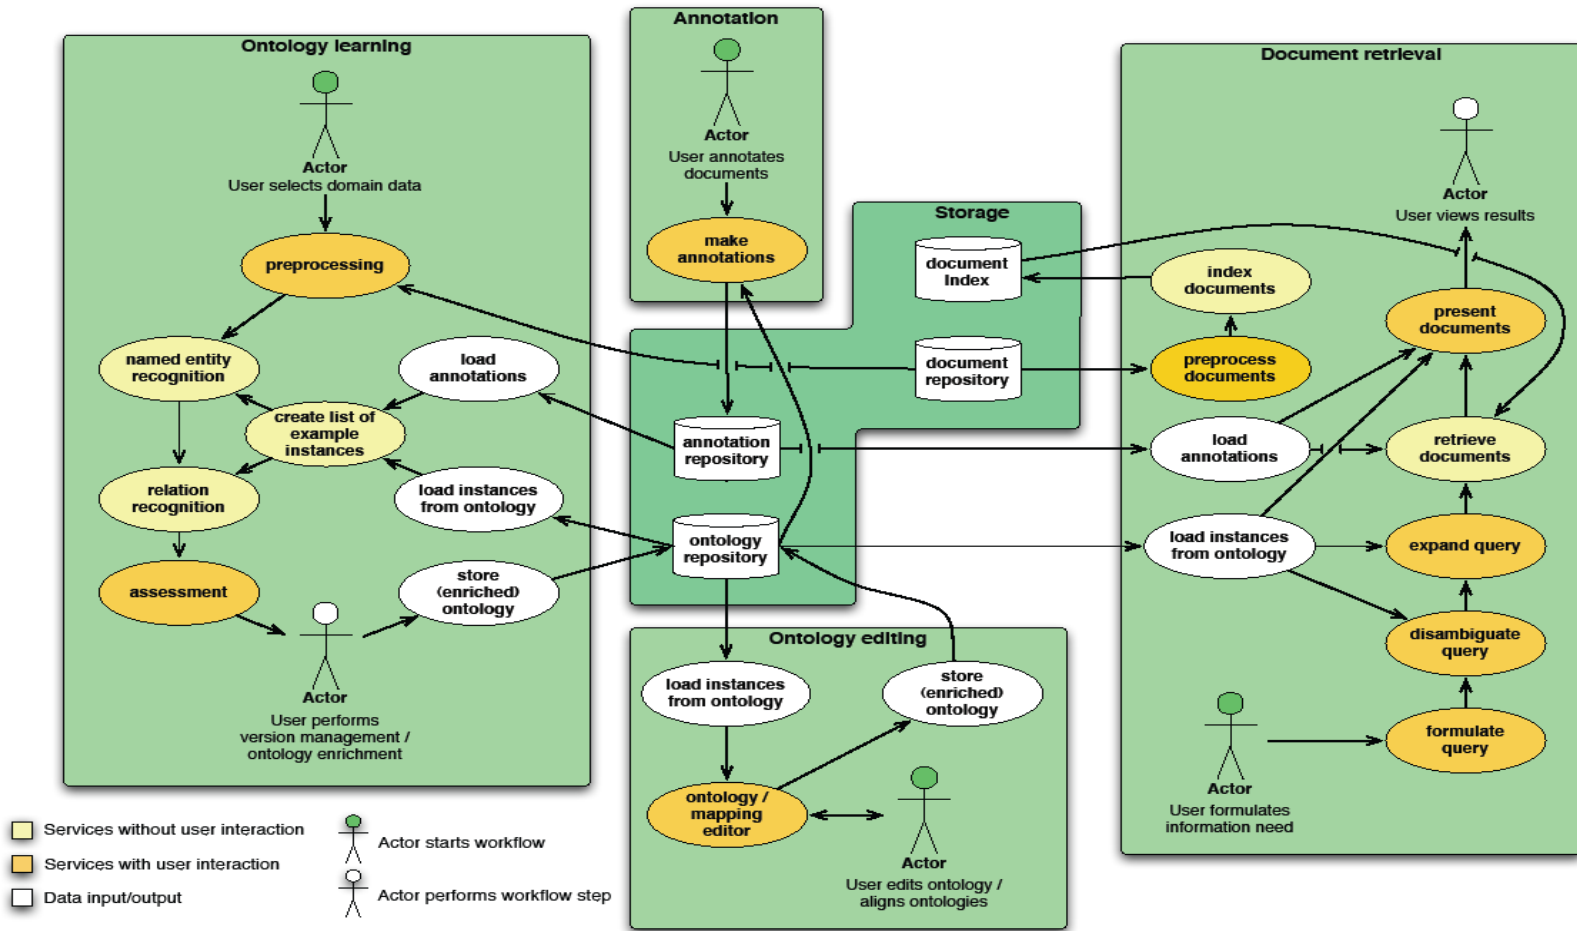 Ontology learning
Actor
User selects domain data
preprocessing
named entity
recognition
load
annotations
create list of
example
instances
relation
recognition
load instances
from ontology
assessment
store
(enriched)
ontology
Actor
User performs
version management /
ontology enrichment
Annotation
Actor
User annotates
documents
make
annotations
Storage
document
Index
document
repository
annotation
repository
ontology
repository
Ontology editing
load instances
from ontology
store
(enriched)
ontology
ontology /
mapping
editor
Actor
User edits ontology /
aligns ontologies
Document retrieval
Actor
User views results
index
documents
present
documents
preprocess
documents
load
annotations
retrieve
documents
load instances
from ontology
expand query
disambiguate
query
formulate
query
Actor
User formulates
information need
Services without user interaction
Services with user interaction
Data input/output
Actor starts workflow
Actor performs workflow step